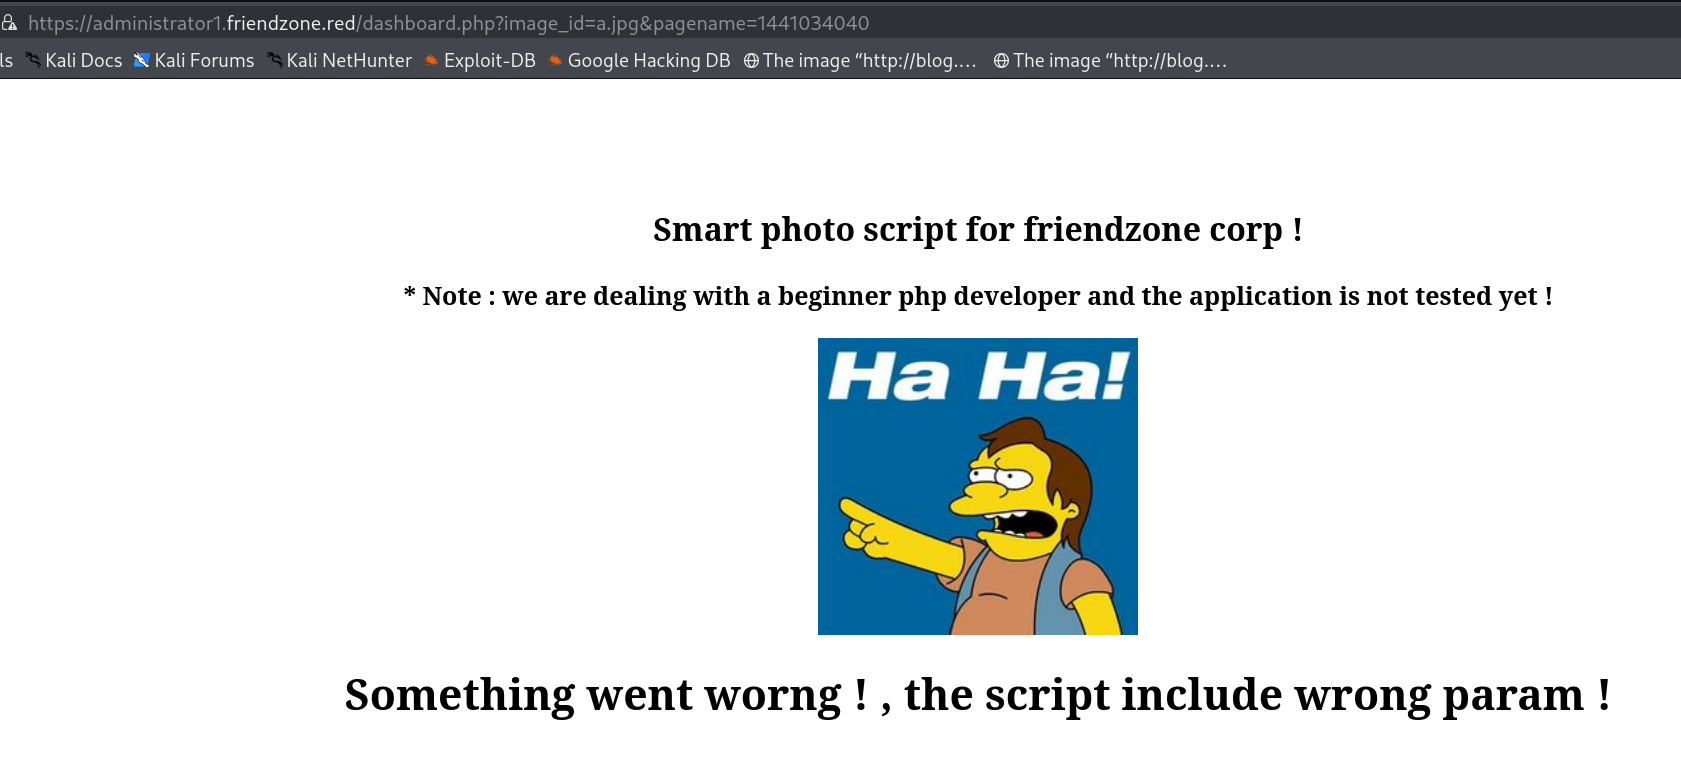 https://administrator1.friendzone.red/dashboard.php?image_id=a.jpg&pagename=1441034040
ls Kali Docs Kali Forums Kali NetHunter Exploit-DB Google Hacking DB The image “http://blog.… The image “http://blog.…
Smart photo script for friendzone corp !
* Note : we are dealing with a beginner php developer and the application is not tested yet !
Ha Ha!
Something went worng ! , the script include wrong param !